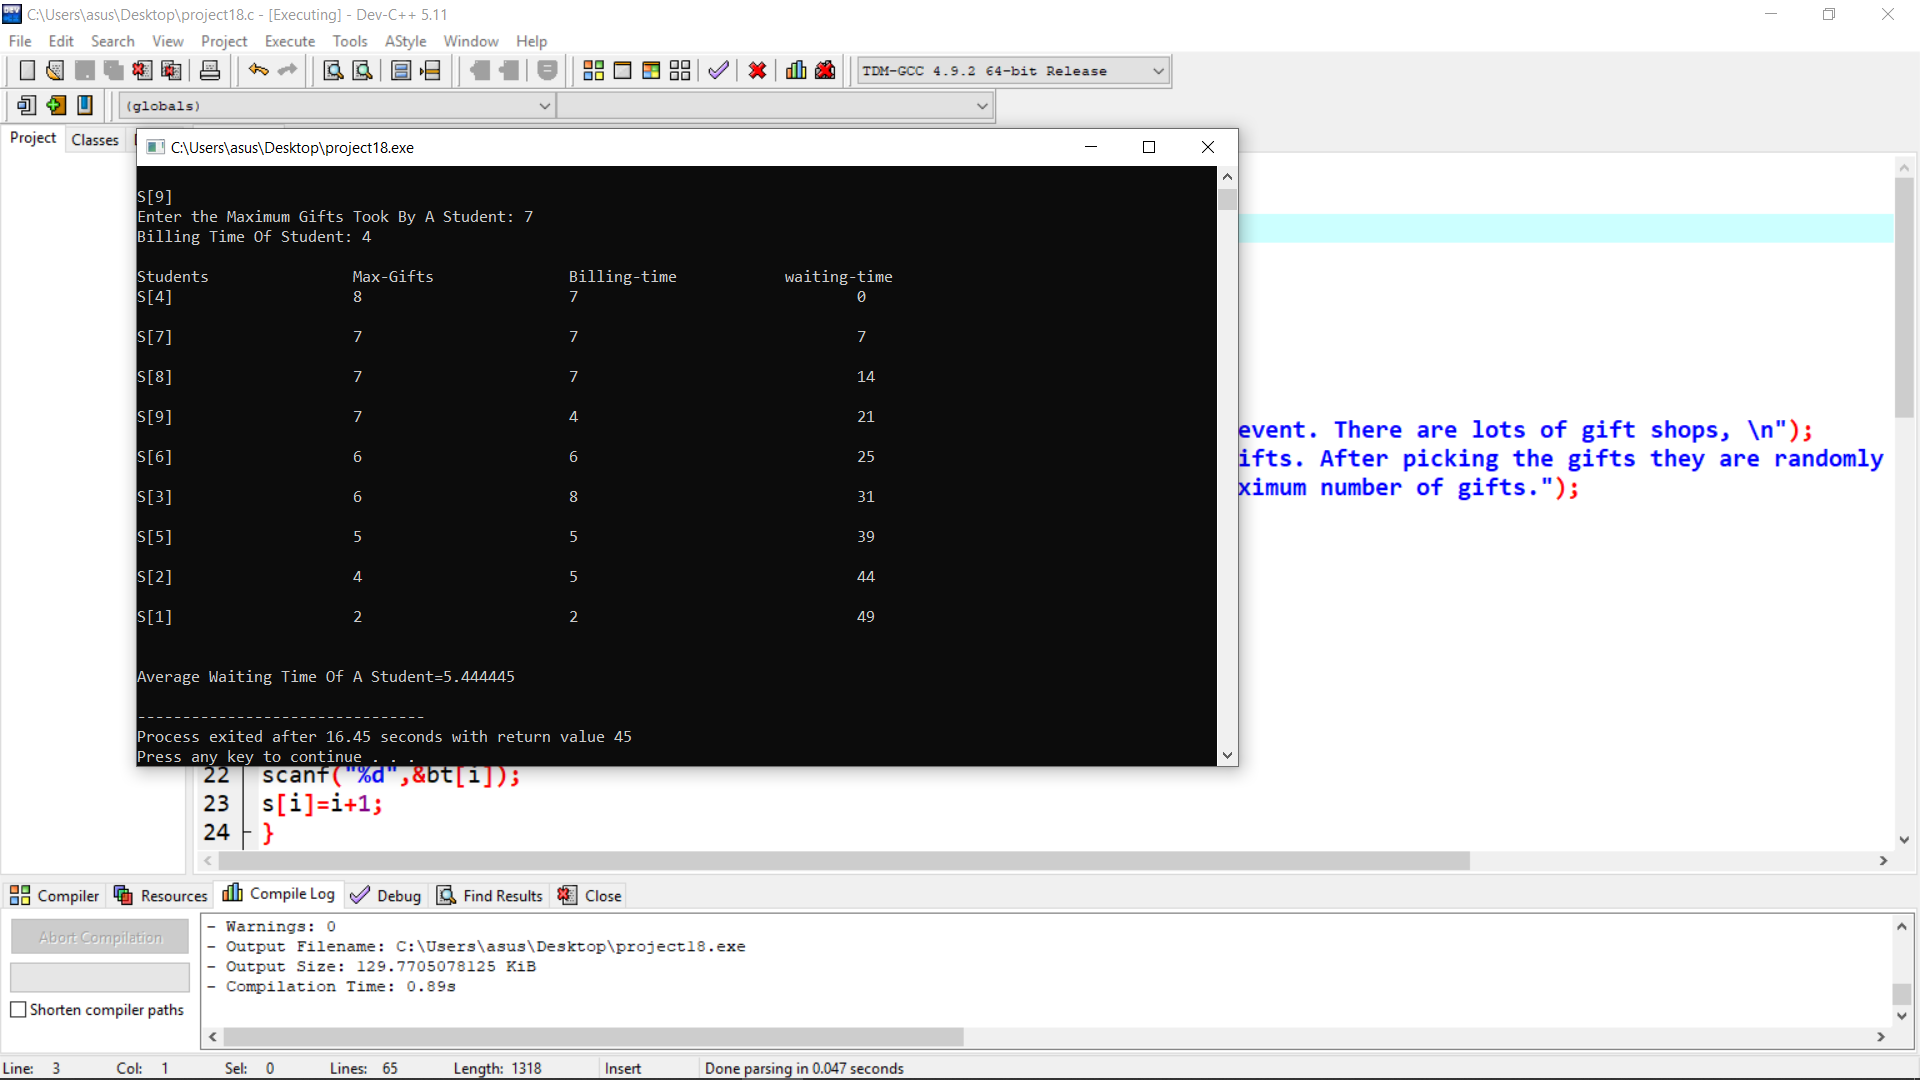 C:\Users\asus\Desktop\project18.c - [Executing] - Dev-C++ 5.11
File Edit Search View Project Execute Tools AStyle Window Help
TDM-GCC 4.9.2 64-bit Release
(globals)
Project Classes
C:\Users\asus\Desktop\project18.exe
S[9]
Enter the Maximum Gifts Took By A Student: 7
Billing Time Of Student: 4
Students Max-Gifts Billing-time waiting-time
S[4] 8 7 0
S[7] 7 7 7
S[8] 7 7 14
S[9] 7 4 21
S[6] 6 6 25
S[3] 6 8 31
S[5] 5 5 39
S[2] 4 5 44
S[1] 2 2 49
Average Waiting Time Of A Student=5.444445
--------------------------------
Process exited after 16.45 seconds with return value 45
Press any key to continue . . .
event. There are lots of gift shops, \n");
ifts. After picking the gifts they are randomly
ximum number of gifts.");
22 scanf("%d",&bt[i]);
23 s[i]=i+1;
24 }
Compiler Resources Compile Log Debug Find Results Close
Abort Compilation
Shorten compiler paths
- Warnings: 0
- Output Filename: C:\Users\asus\Desktop\project18.exe
- Output Size: 129.7705078125 KiB
- Compilation Time: 0.89s
Line: 3 Col: 1 Sel: 0 Lines: 65 Length: 1318 Insert Done parsing in 0.047 seconds